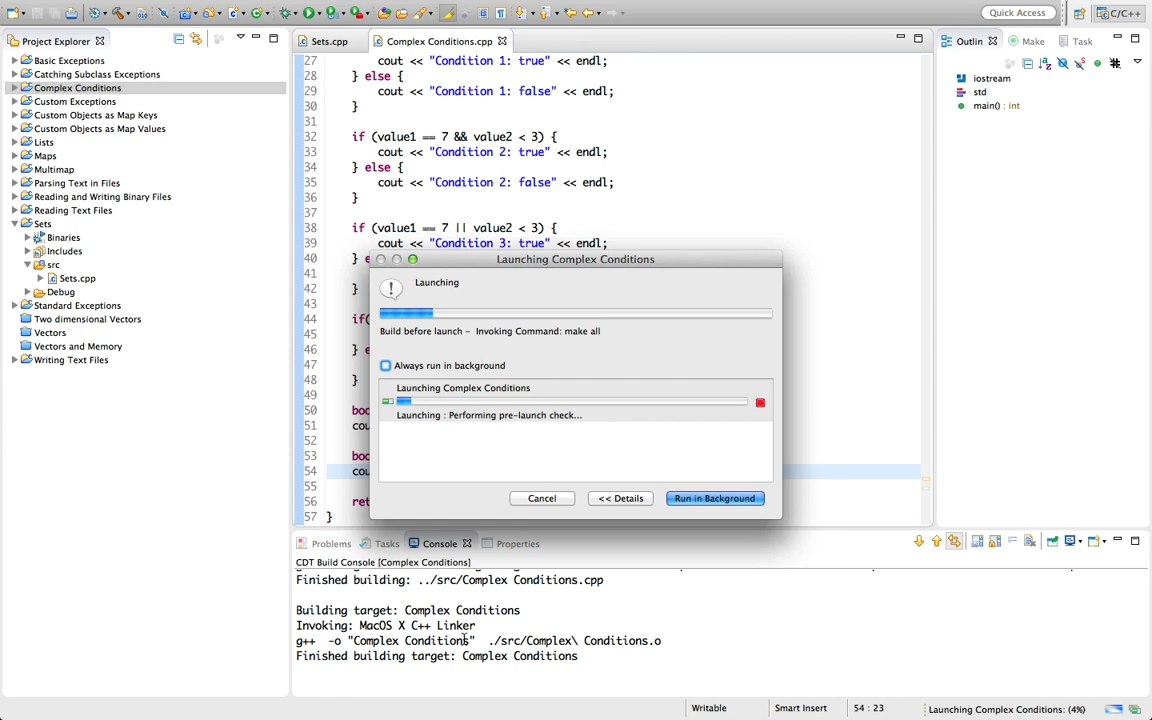 Quick Access
C/C++
Project Explorer
Sets.cpp
Complex Conditions.cpp
Outlin
Make
Task
Basic Exceptions
Catching Subclass Exceptions
Complex Conditions
Custom Exceptions
Custom Objects as Map Keys
Custom Objects as Map Values
Lists
Maps
Multimap
Parsing Text in Files
Reading and Writing Binary Files
Reading Text Files
Sets
Binaries
Includes
src
Sets.cpp
Debug
Standard Exceptions
Two dimensional Vectors
Vectors
Vectors and Memory
Writing Text Files
27 cout << "Condition 1: true" << endl;
28 } else {
29 cout << "Condition 1: false" << endl;
30 }
31
32 if (value1 == 7 && value2 < 3) {
33 cout << "Condition 2: true" << endl;
34 } else {
35 cout << "Condition 2: false" << endl;
36 }
37
38 if (value1 == 7 || value2 < 3) {
39 cout << "Condition 3: true" << endl;
40 } e
41
42 }
43
44 if(
45
46 } e
47
48 }
49
50 boo
51 cou
52
53 boo
54 cou
55
56 ret
57 }
iostream
std
main() : int
Launching Complex Conditions
Launching
Build before launch - Invoking Command: make all
Always run in background
Launching Complex Conditions
Launching : Performing pre-launch check...
Cancel
<< Details
Run in Background
Problems
Tasks
Console
Properties
CDT Build Console [Complex Conditions]
Finished building: ../src/Complex Conditions.cpp
Building target: Complex Conditions
Invoking: MacOS X C++ Linker
g++ -o "Complex Conditions" ./src/Complex\ Conditions.o
Finished building target: Complex Conditions
Writable
Smart Insert
54 : 23
Launching Complex Conditions: (4%)